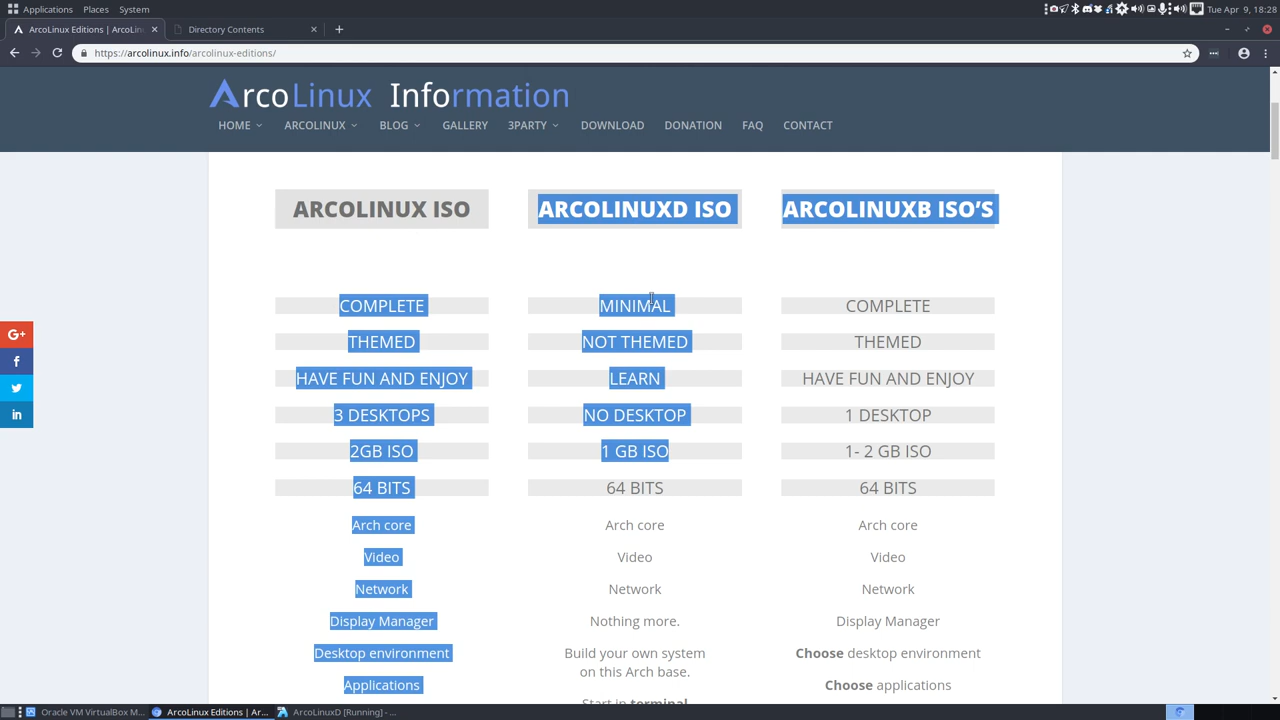 Applications Places System Tue Apr 9, 18:28
ArcoLinux Editions | ArcoLin Directory Contents
https://arcolinux.info/arcolinux-editions/
ArcoLinux Information
HOME ARCOLINUX BLOG GALLERY 3PARTY DOWNLOAD DONATION FAQ CONTACT
ARCOLINUX ISO ARCOLINUXD ISO ARCOLINUXB ISO’S
COMPLETE MINIMAL COMPLETE
THEMED NOT THEMED THEMED
HAVE FUN AND ENJOY LEARN HAVE FUN AND ENJOY
3 DESKTOPS NO DESKTOP 1 DESKTOP
2GB ISO 1 GB ISO 1- 2 GB ISO
64 BITS 64 BITS 64 BITS
Arch core Arch core Arch core
Video Video Video
Network Network Network
Display Manager Nothing more. Display Manager
Desktop environment Build your own system Choose desktop environment
on this Arch base.
Applications Choose applications
Start in terminal
G+
f
in
Oracle VM VirtualBox M... ArcoLinux Editions | Ar... ArcoLinuxD [Running] - ...